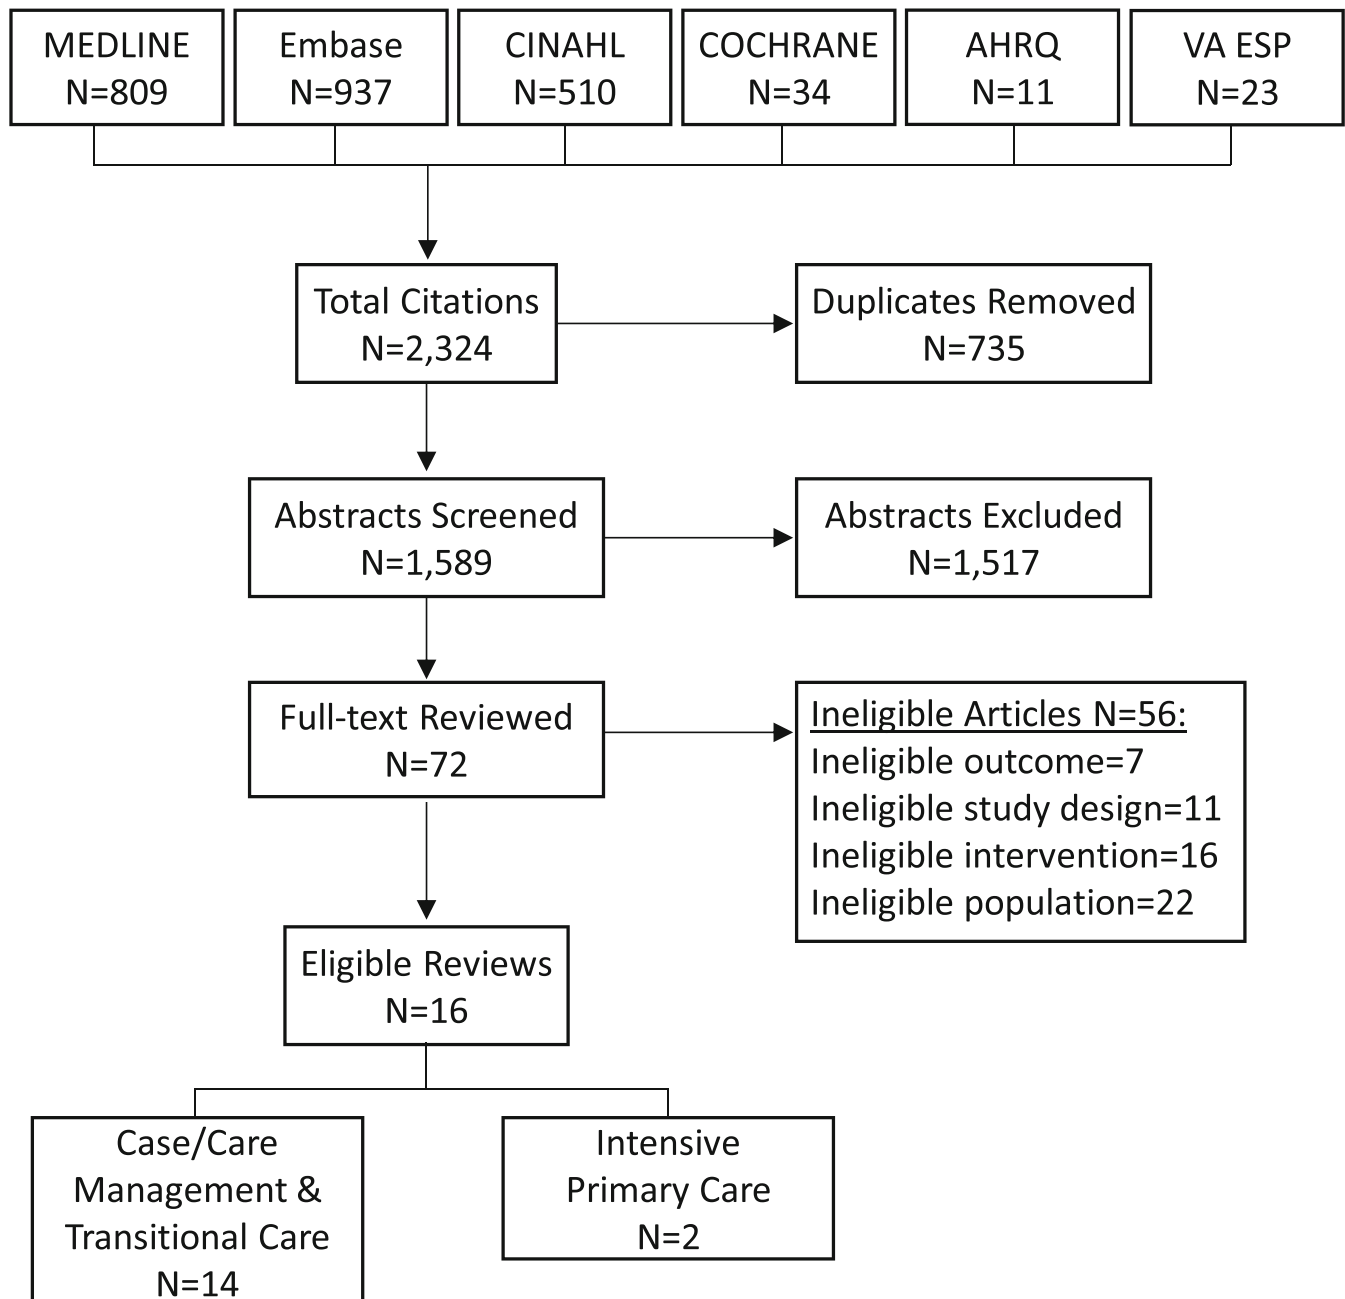 MEDLINE
N=809
Embase
N=937
CINAHL
N=510
COCHRANE
N=34
AHRQ
N=11
VA ESP
N=23
Total Citations
N=2,324
Duplicates Removed
N=735
Abstracts Screened
N=1,589
Abstracts Excluded
N=1,517
Full-text Reviewed
N=72
Ineligible Articles N=56:
Ineligible outcome=7
Ineligible study design=11
Ineligible intervention=16
Ineligible population=22
Eligible Reviews
N=16
Case/Care
Management &
Transitional Care
N=14
Intensive
Primary Care
N=2